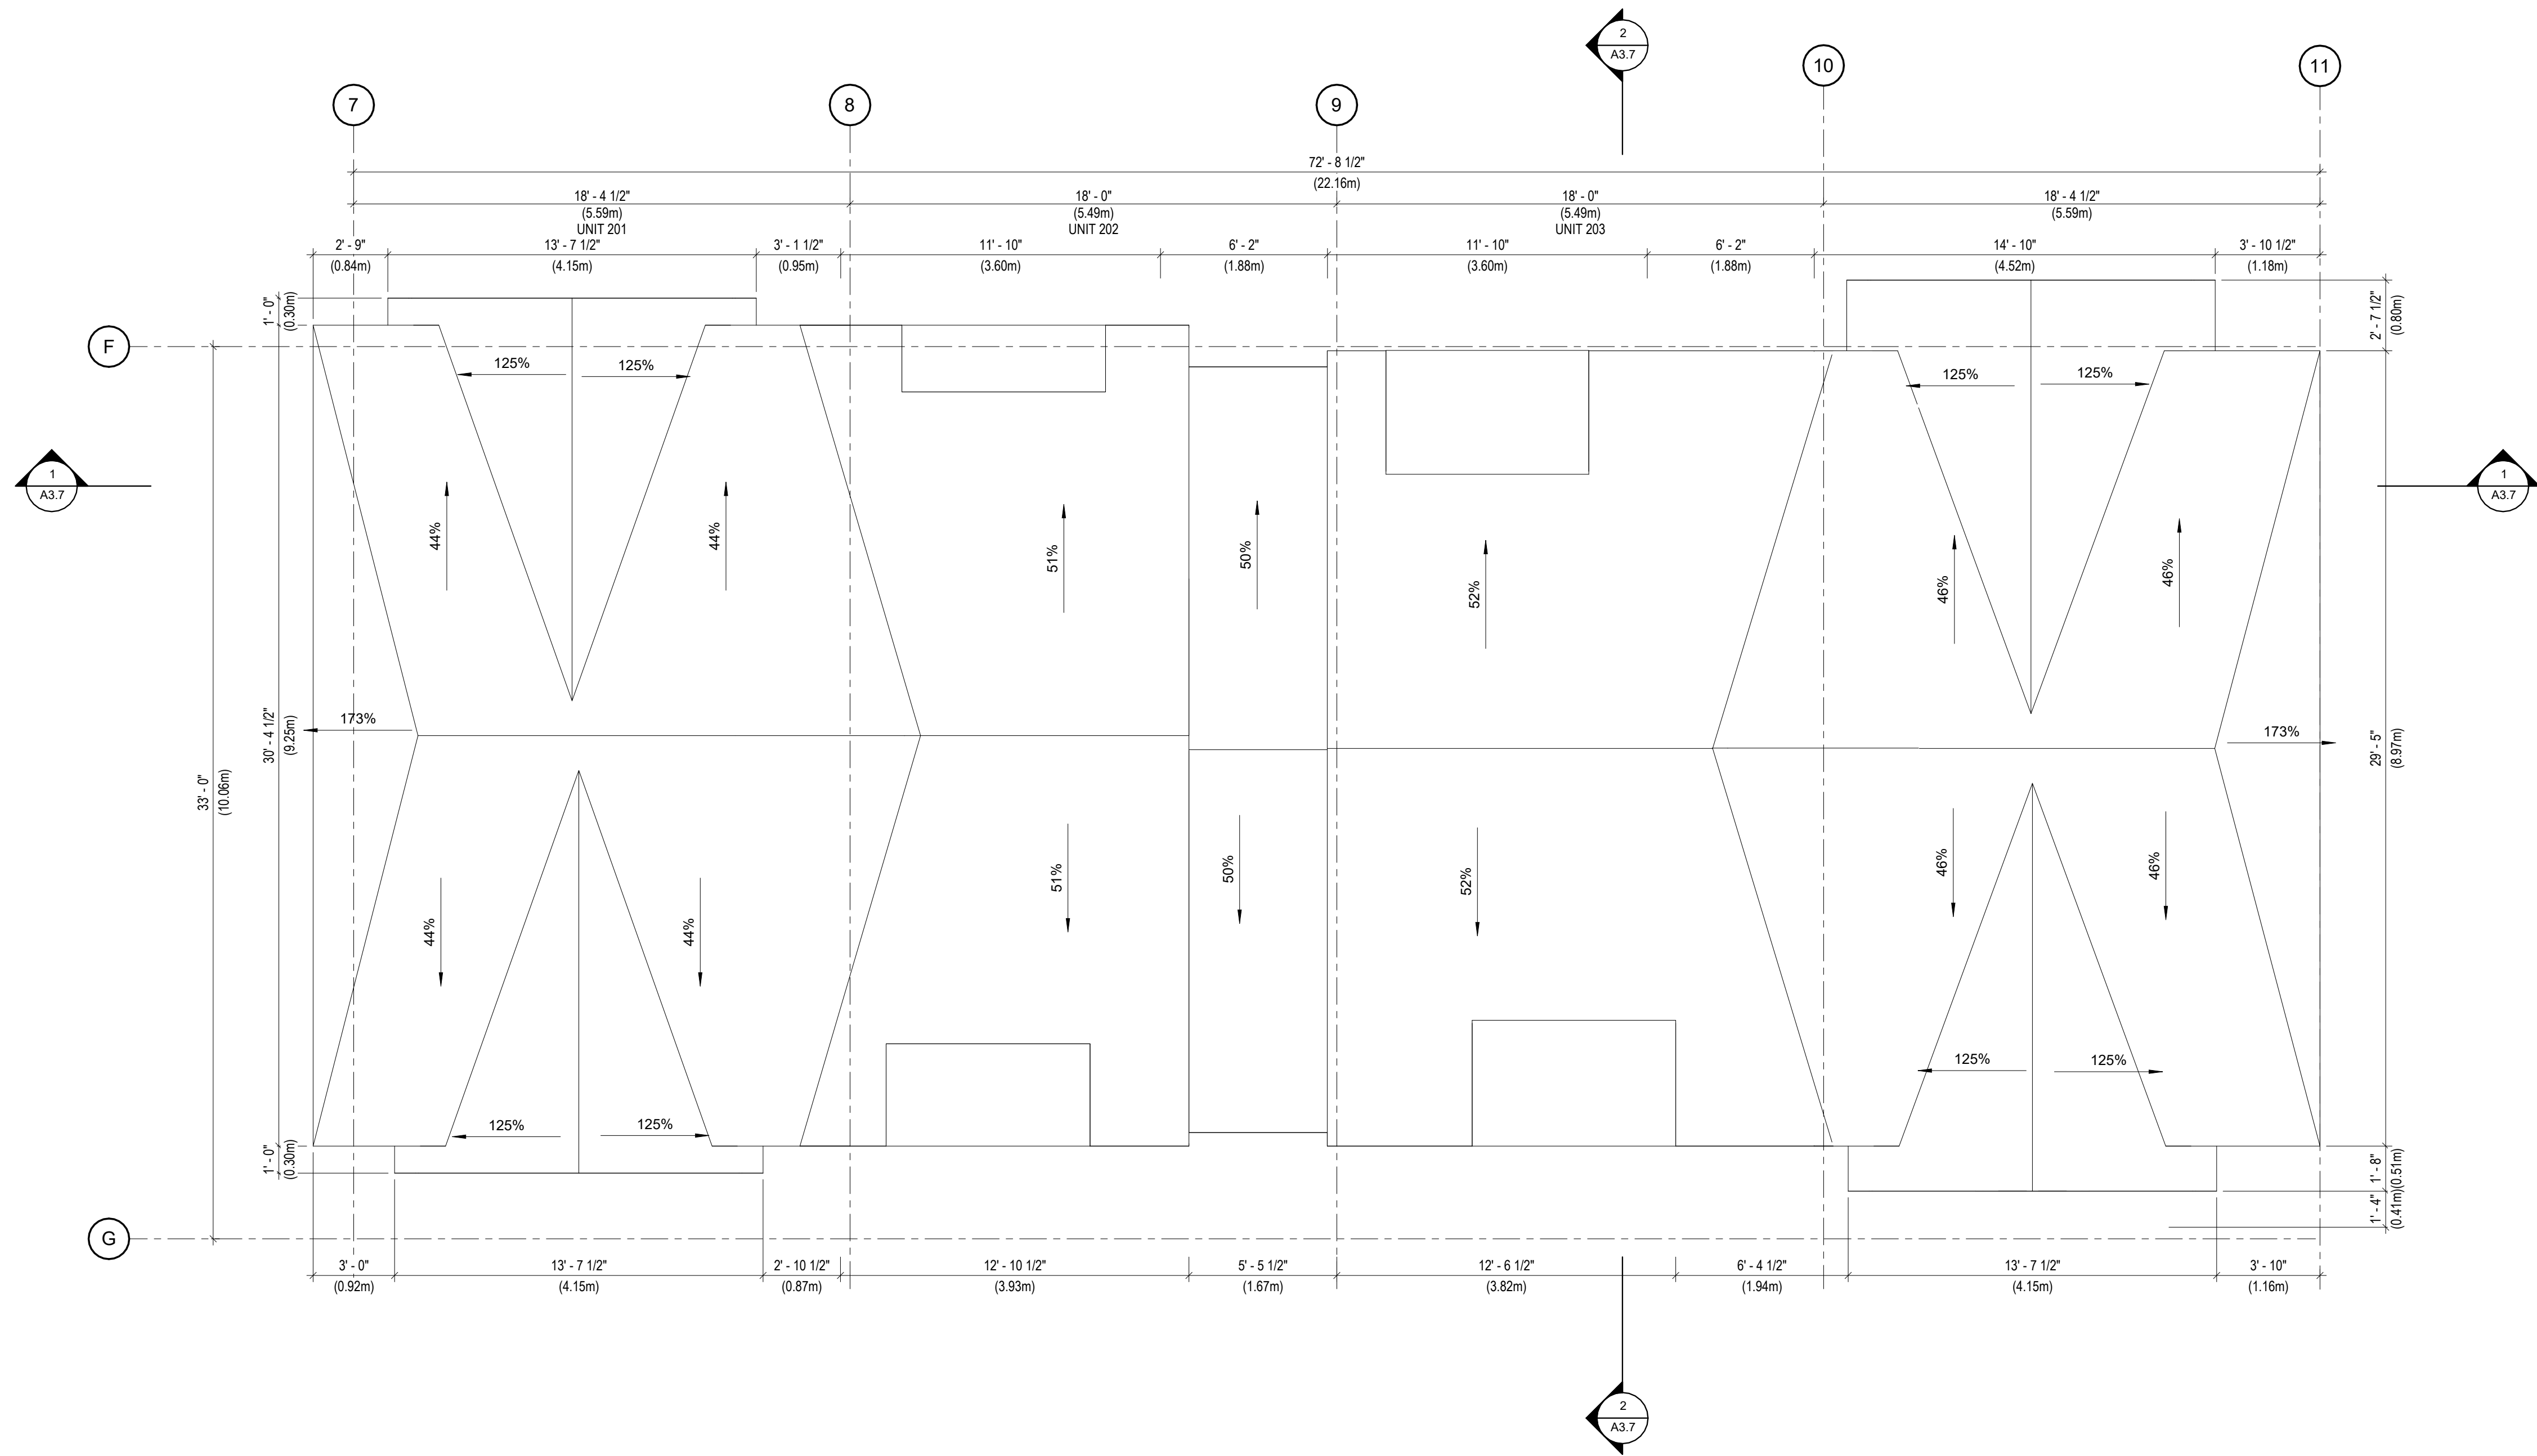 2
A3.7
7
8
9
10
11
72' - 8 1/2"
(22.16m)
18' - 4 1/2"
(5.59m)
UNIT 201
18' - 0"
(5.49m)
UNIT 202
18' - 0"
(5.49m)
UNIT 203
18' - 4 1/2"
(5.59m)
2' - 9"
(0.84m)
13' - 7 1/2"
(4.15m)
3' - 1 1/2"
(0.95m)
11' - 10"
(3.60m)
6' - 2"
(1.88m)
11' - 10"
(3.60m)
6' - 2"
(1.88m)
14' - 10"
(4.52m)
3' - 10 1/2"
(1.18m)
1' - 0"
(0.30m)
2' - 7 1/2"
(0.80m)
F
125%
125%
125%
125%
1
A3.7
1
A3.7
44%
44%
51%
50%
52%
46%
46%
173%
173%
30' - 4 1/2"
(9.25m)
33' - 0"
(10.06m)
29' - 5"
(8.97m)
44%
44%
51%
50%
52%
46%
46%
125%
125%
125%
125%
1' - 0"
(0.30m)
1' - 8"
(0.51m)
1' - 4"
(0.41m)
G
3' - 0"
(0.92m)
13' - 7 1/2"
(4.15m)
2' - 10 1/2"
(0.87m)
12' - 10 1/2"
(3.93m)
5' - 5 1/2"
(1.67m)
12' - 6 1/2"
(3.82m)
6' - 4 1/2"
(1.94m)
13' - 7 1/2"
(4.15m)
3' - 10"
(1.16m)
2
A3.7